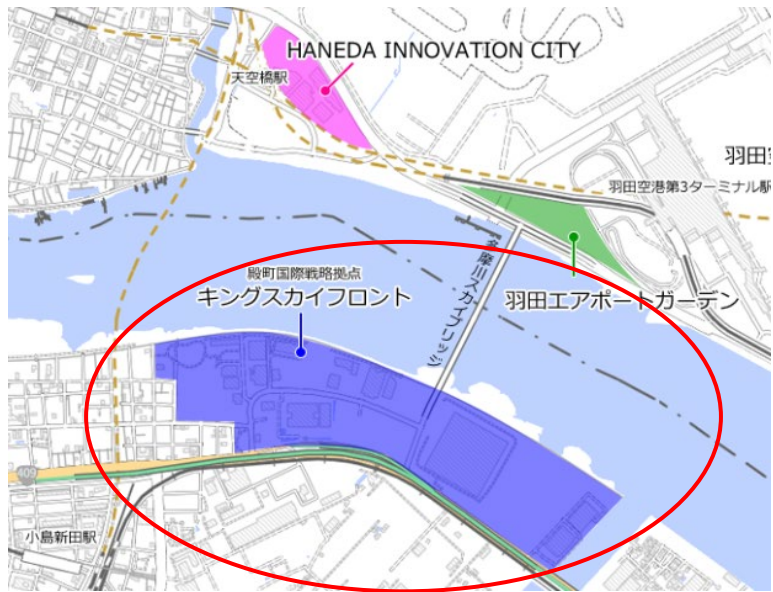 HANEDA INNOVATION CITY
天空橋駅
羽田空
羽田空港第3ターミナル駅
殿町国際戦略拠点
キングスカイフロント
多摩川スカイブリッジ
羽田エアポートガーデン
409
小島新田駅